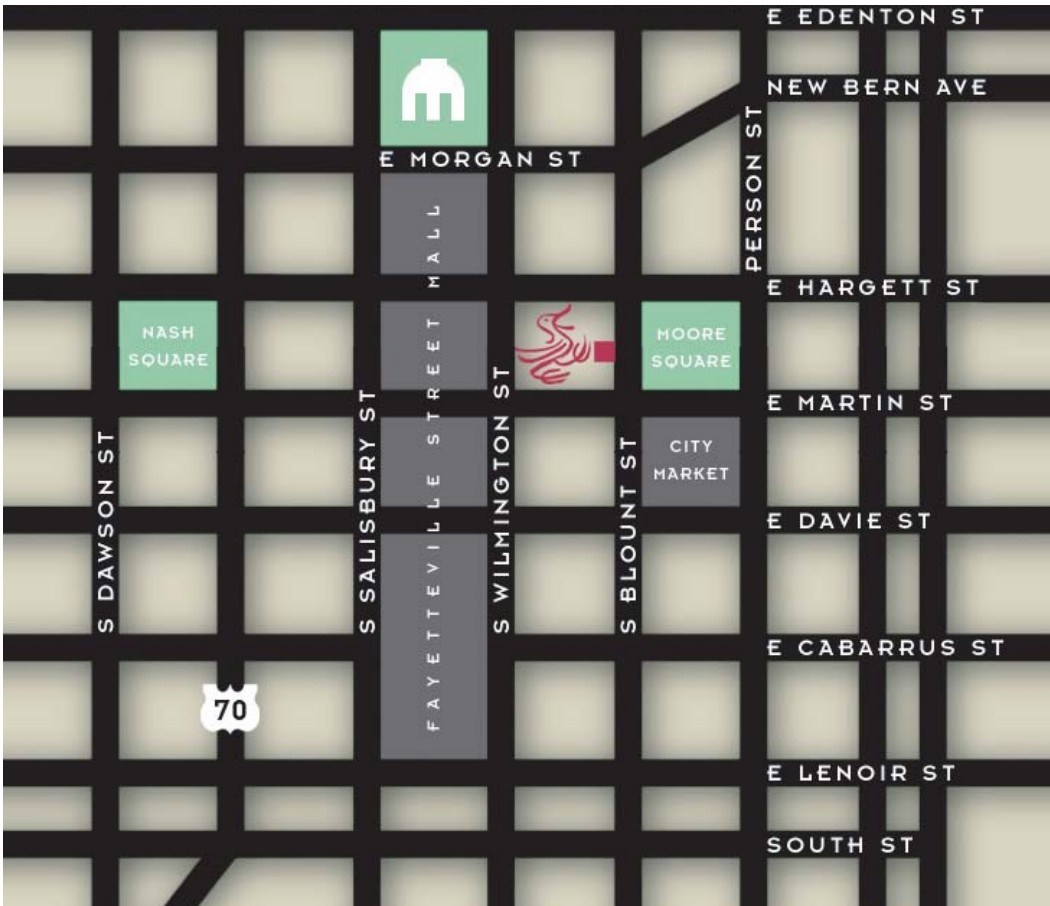 E EDENTON ST
NEW BERN AVE
PERSON ST
E MORGAN ST
FAYETTEVILLE STREET MALL
E HARGETT ST
NASH
SQUARE
MOORE
SQUARE
E MARTIN ST
CITY
MARKET
S DAWSON ST
S SALISBURY ST
S WILMINGTON ST
S BLOUNT ST
E DAVIE ST
E CABARRUS ST
70
E LENOIR ST
SOUTH ST